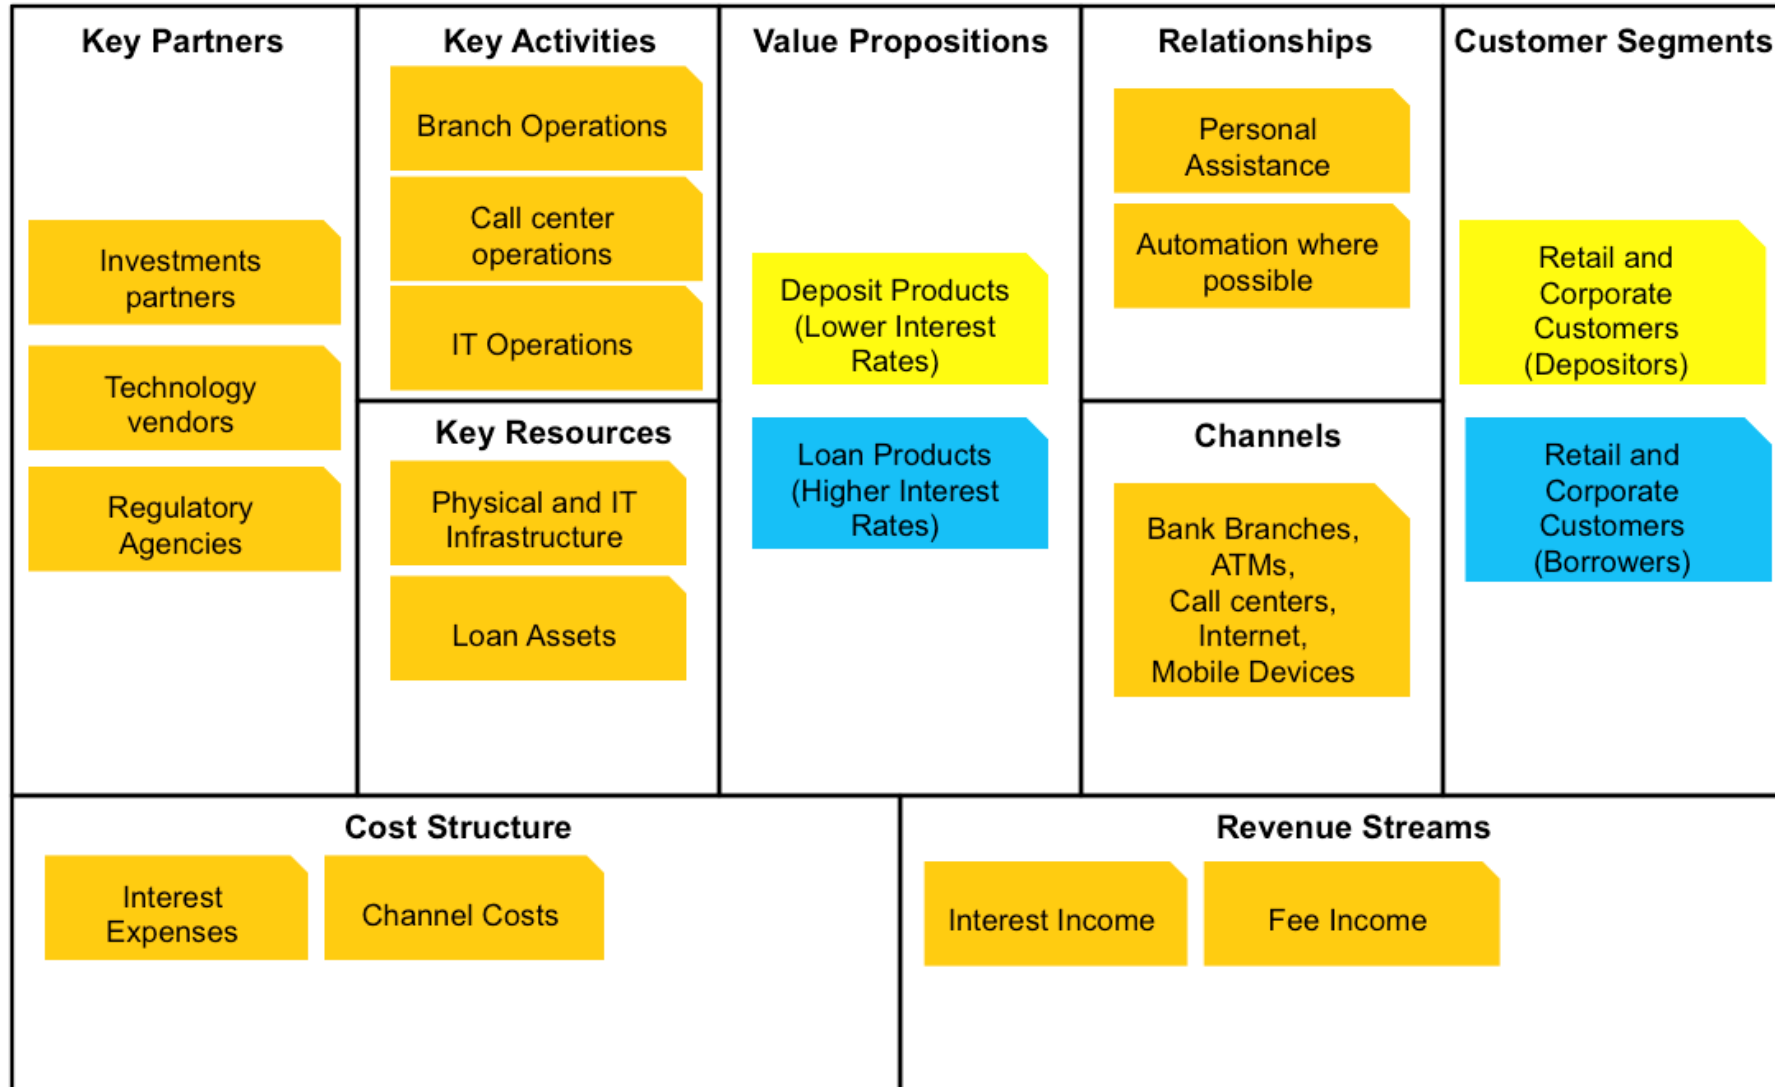 Key Partners
Investments
partners
Technology
vendors
Regulatory
Agencies
Key Activities
Branch Operations
Call center
operations
IT Operations
Key Resources
Physical and IT
Infrastructure
Loan Assets
Value Propositions
Deposit Products
(Lower Interest
Rates)
Loan Products
(Higher Interest
Rates)
Relationships
Personal
Assistance
Automation where
possible
Channels
Bank Branches,
ATMs,
Call centers,
Internet,
Mobile Devices
Customer Segments
Retail and
Corporate
Customers
(Depositors)
Retail and
Corporate
Customers
(Borrowers)
Cost Structure
Interest
Expenses
Channel Costs
Revenue Streams
Interest Income
Fee Income